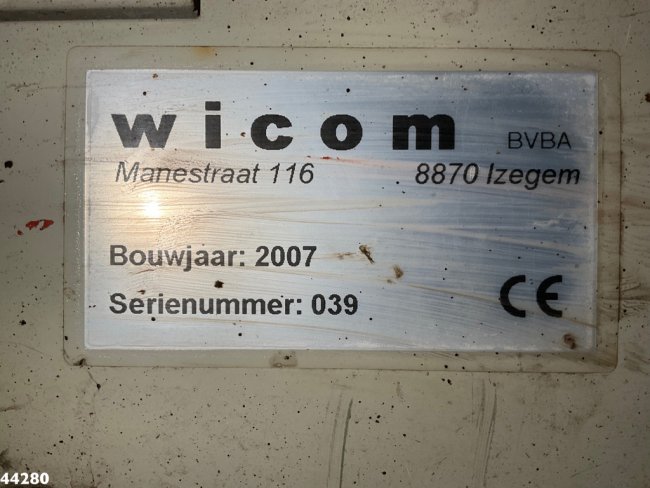 wicom BVBA
Manestraat 116 8870 Izegem
Bouwjaar: 2007
Serienummer: 039 CE
44280